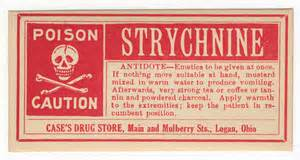 POISON
CAUTION
STRYCHNINE
ANTIDOTE—Emetics to be given at once.
If nothing more suitable at hand, mustard
mixed in warm water to produce vomiting.
Afterwards, very strong tea or coffee or tan-
nin and powdered charcoal. Apply warmth
to the extremities; keep the patient in re-
cumbent position.
CASE'S DRUG STORE, Main and Mulberry Sts., Logan, Ohio